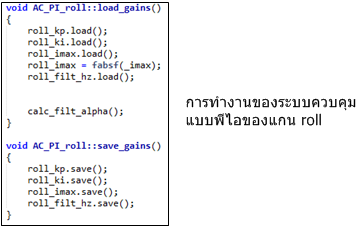 void AC_PI_roll::load_gains()
{
    roll_kp.load();
    roll_ki.load();
    roll_imax.load();
    roll_imax = fabsf(_imax);
    roll_filt_hz.load();

    calc_filt_alpha();
}
void AC_PI_roll::save_gains()
{
    roll_kp.save();
    roll_ki.save();
    roll_imax.save();
    roll_filt_hz.save();
}
การทำงานของระบบควบคุม
แบบพีไอของแกน roll